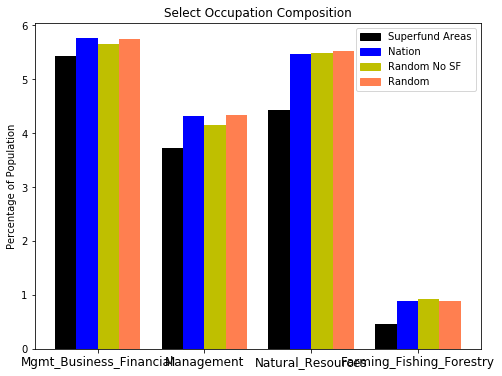 Select Occupation Composition
Superfund Areas
Nation
Random No SF
Random
Percentage of Population
6
5
4
3
2
1
0
Mgmt_Business_Financial
Management
Natural_Resources
Farming_Fishing_Forestry